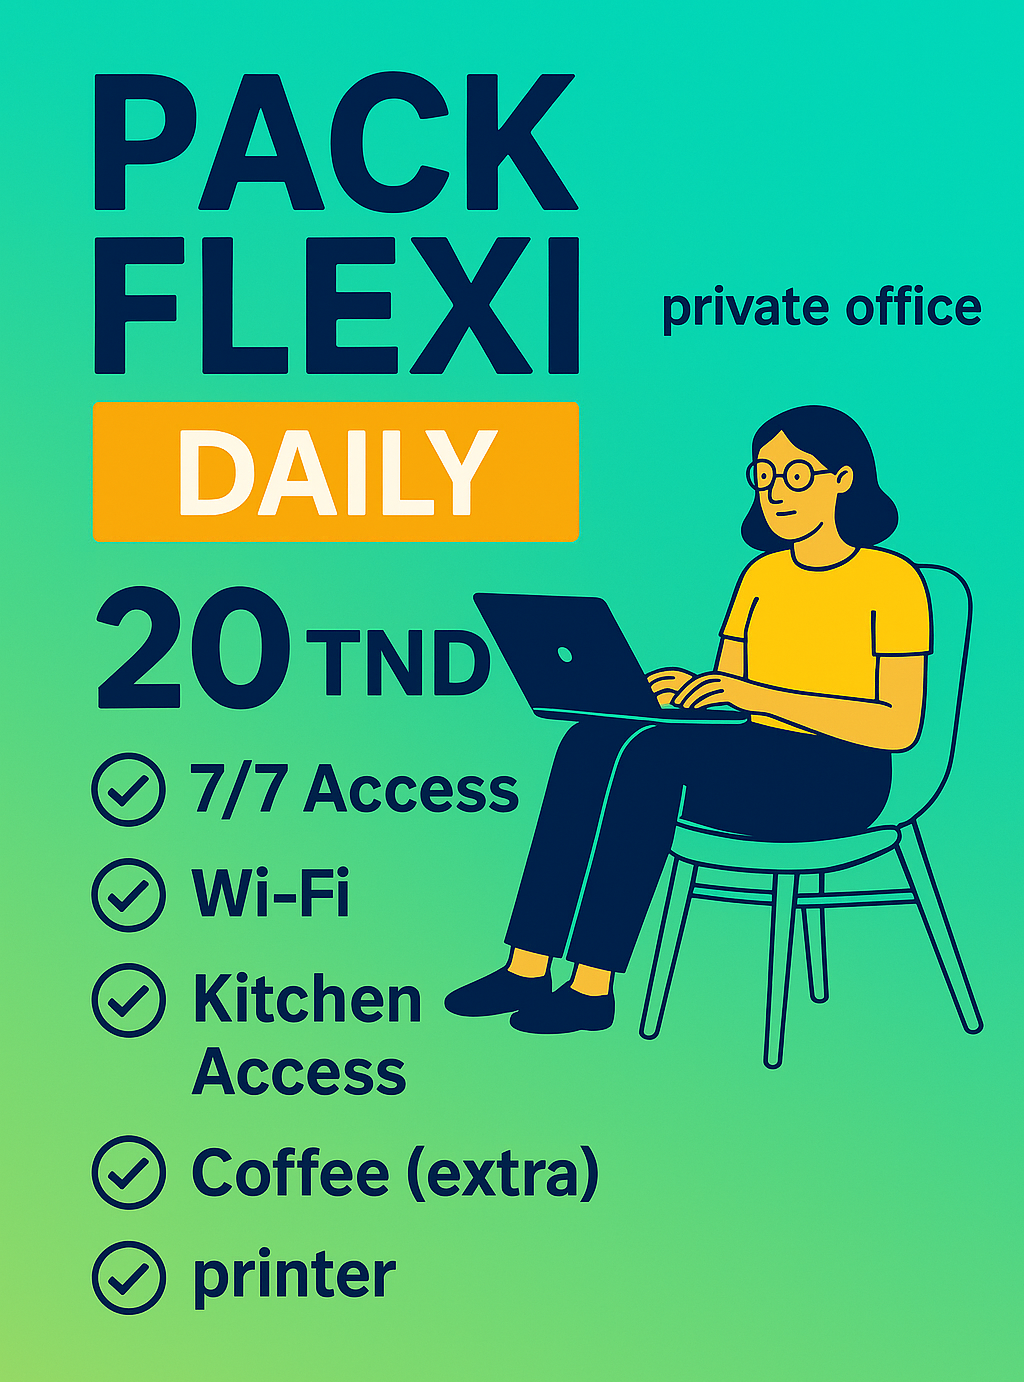 PACK
FLEXI
private office
DAILY
20 TND
7/7 Access
Wi-Fi
Kitchen
Access
Coffee (extra)
printer